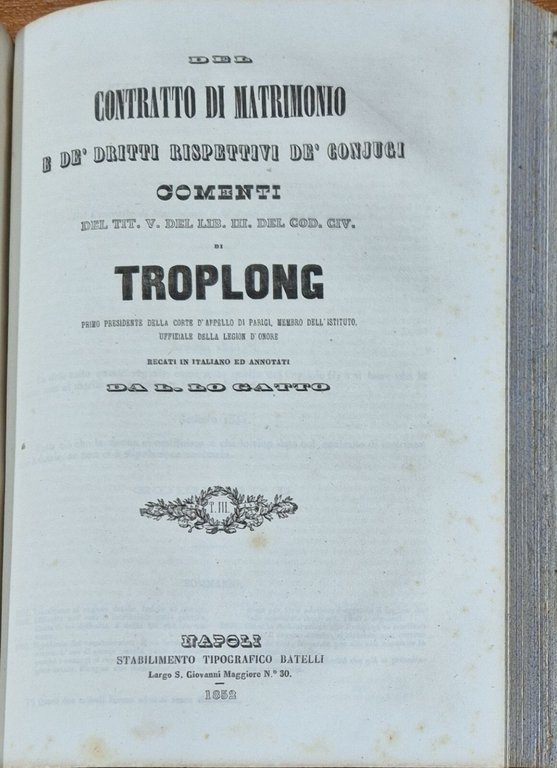 DEL
CONTRATTO DI MATRIMONIO
E DE' DRITTI RISPETTIVI DE' CONJUGI
COMENTI
DEL TIT. V. DEL LIB. III. DEL COD. CIV.
DI
TROPLONG
PRIMO PRESIDENTE DELLA CORTE D'APPELLO DI PARIGI, MEMBRO DELL'ISTITUTO,
UFFIZIALE DELLA LEGION D'ONORE
RECATI IN ITALIANO ED ANNOTATI
DA L. LO GATTO
T. III.
NAPOLI
STABILIMENTO TIPOGRAFICO BATELLI
Largo S. Giovanni Maggiore N.º 30.
1852